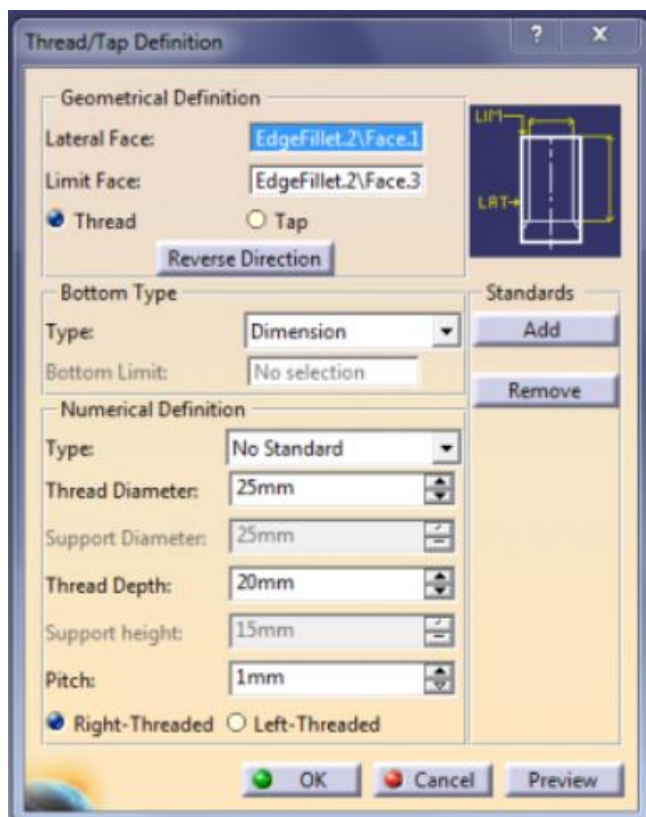 Thread/Tap Definition ? X
Geometrical Definition
Lateral Face: EdgeFillet.2\Face.1
Limit Face: EdgeFillet.2\Face.3
Thread Tap
Reverse Direction
LIM
LAT
Bottom Type
Type: Dimension
Bottom Limit: No selection
Standards
Add
Remove
Numerical Definition
Type: No Standard
Thread Diameter: 25mm
Support Diameter: 25mm
Thread Depth: 20mm
Support height: 15mm
Pitch: 1mm
Right-Threaded Left-Threaded
OK Cancel Preview